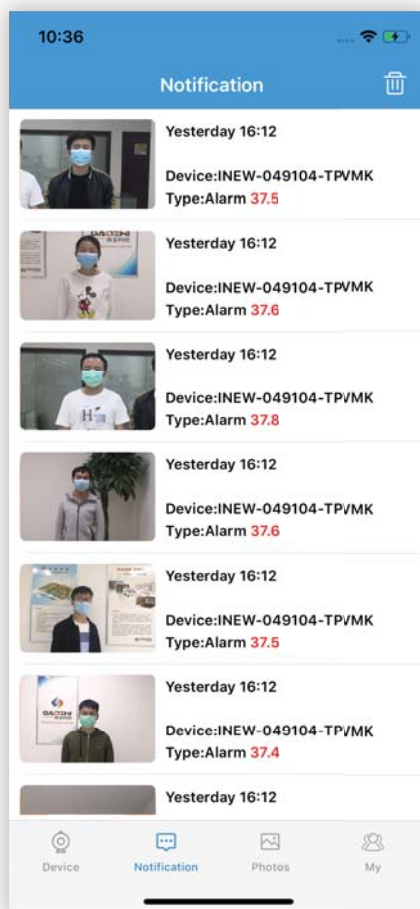 10:36
Notification
Yesterday 16:12
Device:INEW-049104-TPVMK
Type:Alarm 37.5
Yesterday 16:12
Device:INEW-049104-TPVMK
Type:Alarm 37.6
Yesterday 16:12
Device:INEW-049104-TPVMK
Type:Alarm 37.8
Yesterday 16:12
Device:INEW-049104-TPVMK
Type:Alarm 37.6
Yesterday 16:12
Device:INEW-049104-TPVMK
Type:Alarm 37.5
Yesterday 16:12
Device:INEW-049104-TPVMK
Type:Alarm 37.4
Yesterday 16:12
Device
Notification
Photos
My